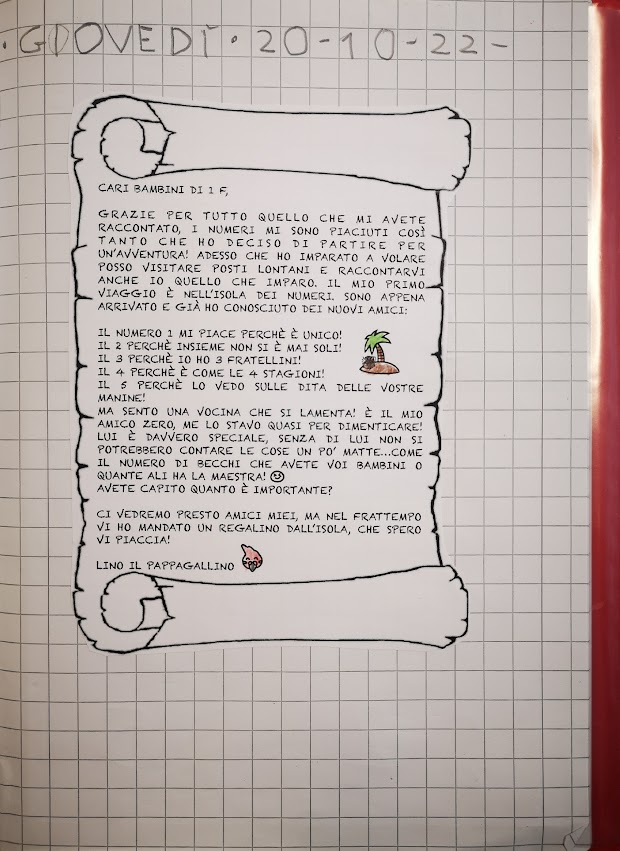 ·GIOVEDÌ·20-10-22-
CARI BAMBINI DI 1 F,
GRAZIE PER TUTTO QUELLO CHE MI AVETE
RACCONTATO, I NUMERI MI SONO PIACIUTI COSÌ
TANTO CHE HO DECISO DI PARTIRE PER
UN'AVVENTURA! ADESSO CHE HO IMPARATO A VOLARE
POSSO VISITARE POSTI LONTANI E RACCONTARVI
ANCHE IO QUELLO CHE IMPARO. IL MIO PRIMO
VIAGGIO È NELL'ISOLA DEI NUMERI. SONO APPENA
ARRIVATO E GIÀ HO CONOSCIUTO DEI NUOVI AMICI:
IL NUMERO 1 MI PIACE PERCHÈ È UNICO!
IL 2 PERCHÈ INSIEME NON SI È MAI SOLI!
IL 3 PERCHÈ IO HO 3 FRATELLINI!
IL 4 PERCHÈ È COME LE 4 STAGIONI!
IL 5 PERCHÈ LO VEDO SULLE DITA DELLE VOSTRE
MANINE!
MA SENTO UNA VOCINA CHE SI LAMENTA! È IL MIO
AMICO ZERO, ME LO STAVO QUASI PER DIMENTICARE!
LUI È DAVVERO SPECIALE, SENZA DI LUI NON SI
POTREBBERO CONTARE LE COSE UN PO' MATTE...COME
IL NUMERO DI BECCHI CHE AVETE VOI BAMBINI O
QUANTE ALI HA LA MAESTRA! ☺
AVETE CAPITO QUANTO È IMPORTANTE?
CI VEDREMO PRESTO AMICI MIEI, MA NEL FRATTEMPO
VI HO MANDATO UN REGALINO DALL'ISOLA, CHE SPERO
VI PIACCIA!
LINO IL PAPPAGALLINO